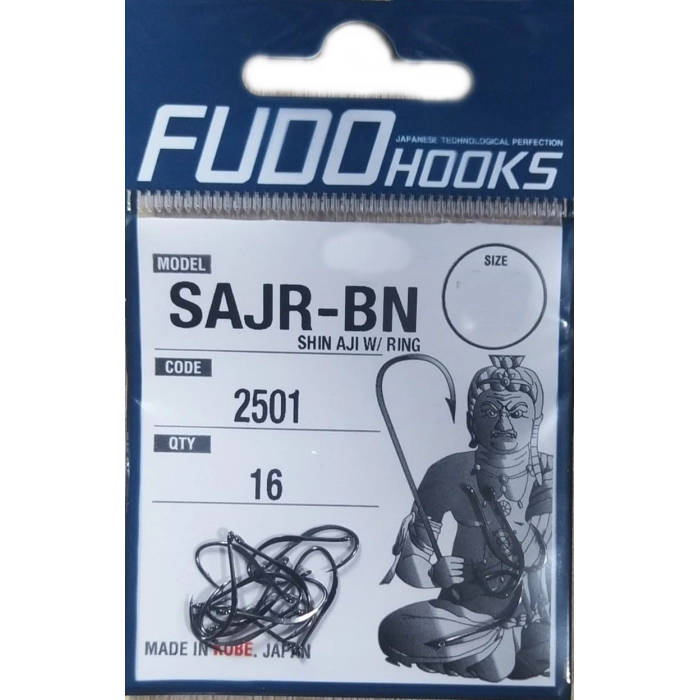 FUDO HOOKS
JAPANESE TECHNOLOGICAL PERFECTION
MODEL
SAJR-BN
SHIN AJI W/ RING
SIZE
CODE
2501
QTY
16
MADE IN KOBE, JAPAN